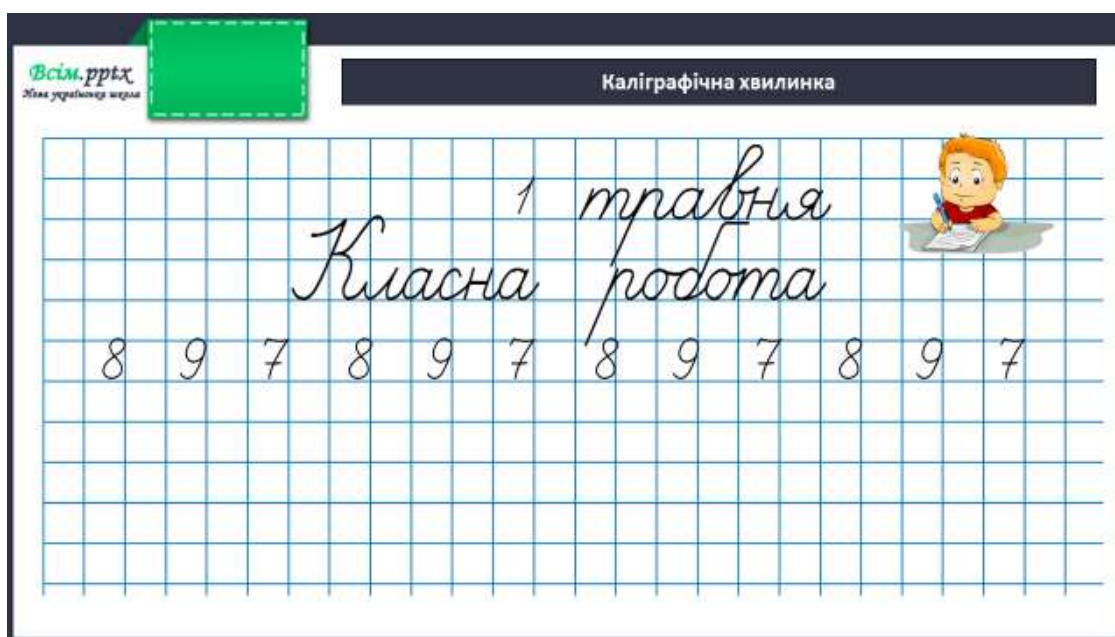 Всім.pptx
Нова українська школа
Каліграфічна хвилинка
1 травня
Класна робота
8 9 7 8 9 7 8 9 7 8 9 7